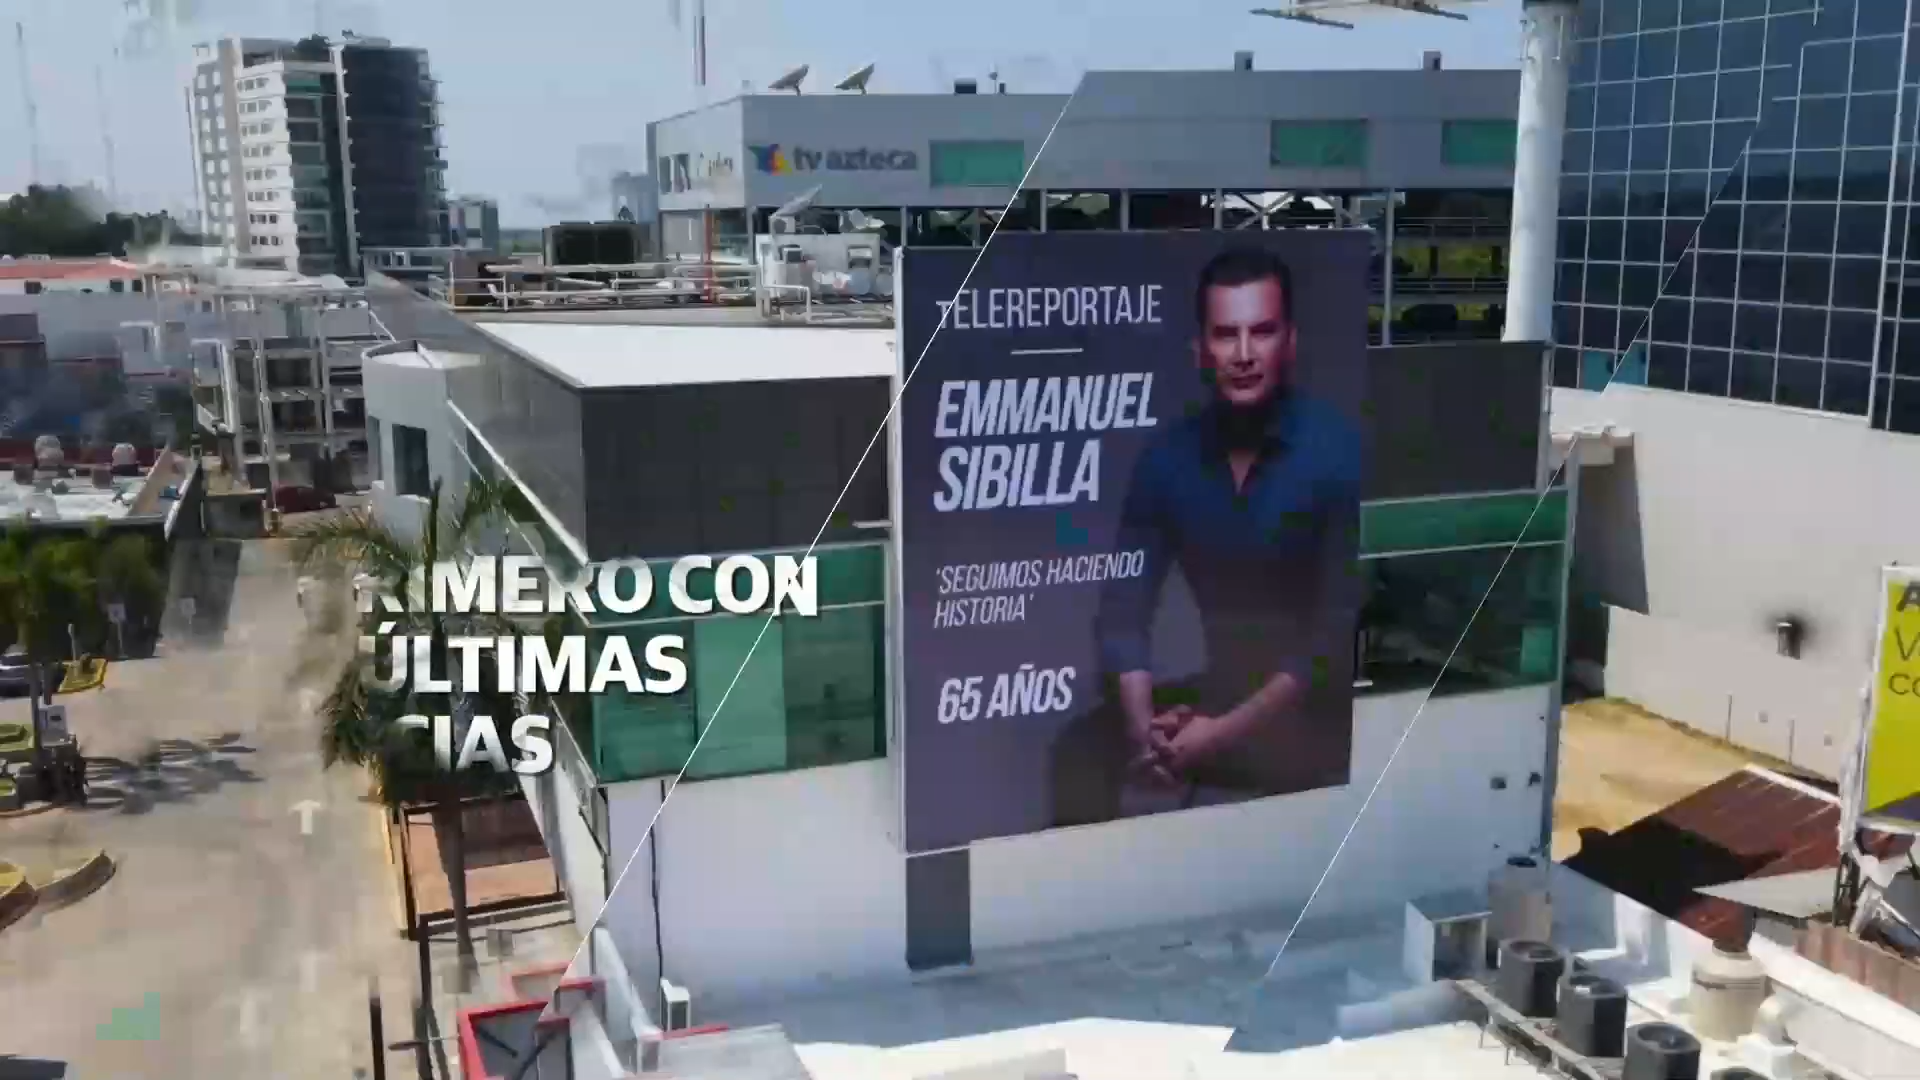 tv azteca
TELEREPORTAJE
EMMANUEL
SIBILLA
'SEGUIMOS HACIENDO
HISTORIA'
65 AÑOS
RIMERO CON
ÚLTIMAS
CIAS